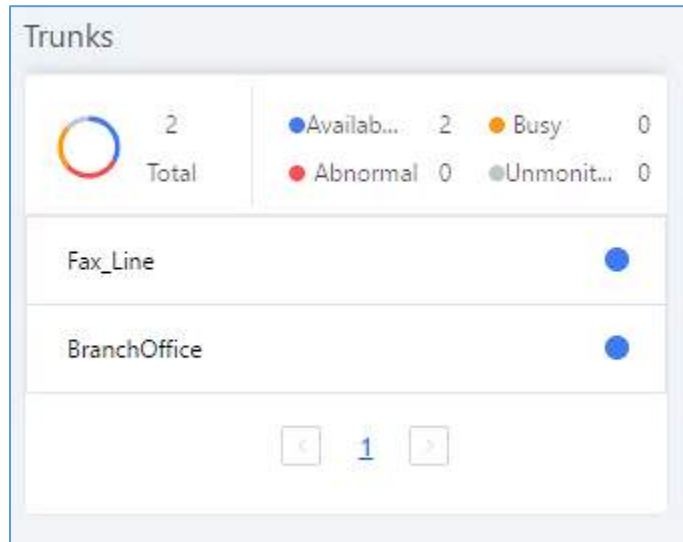 Trunks
2
Total
Availab... 2 Busy 0
Abnormal 0 Unmonit... 0
Fax_Line
BranchOffice
< 1 >